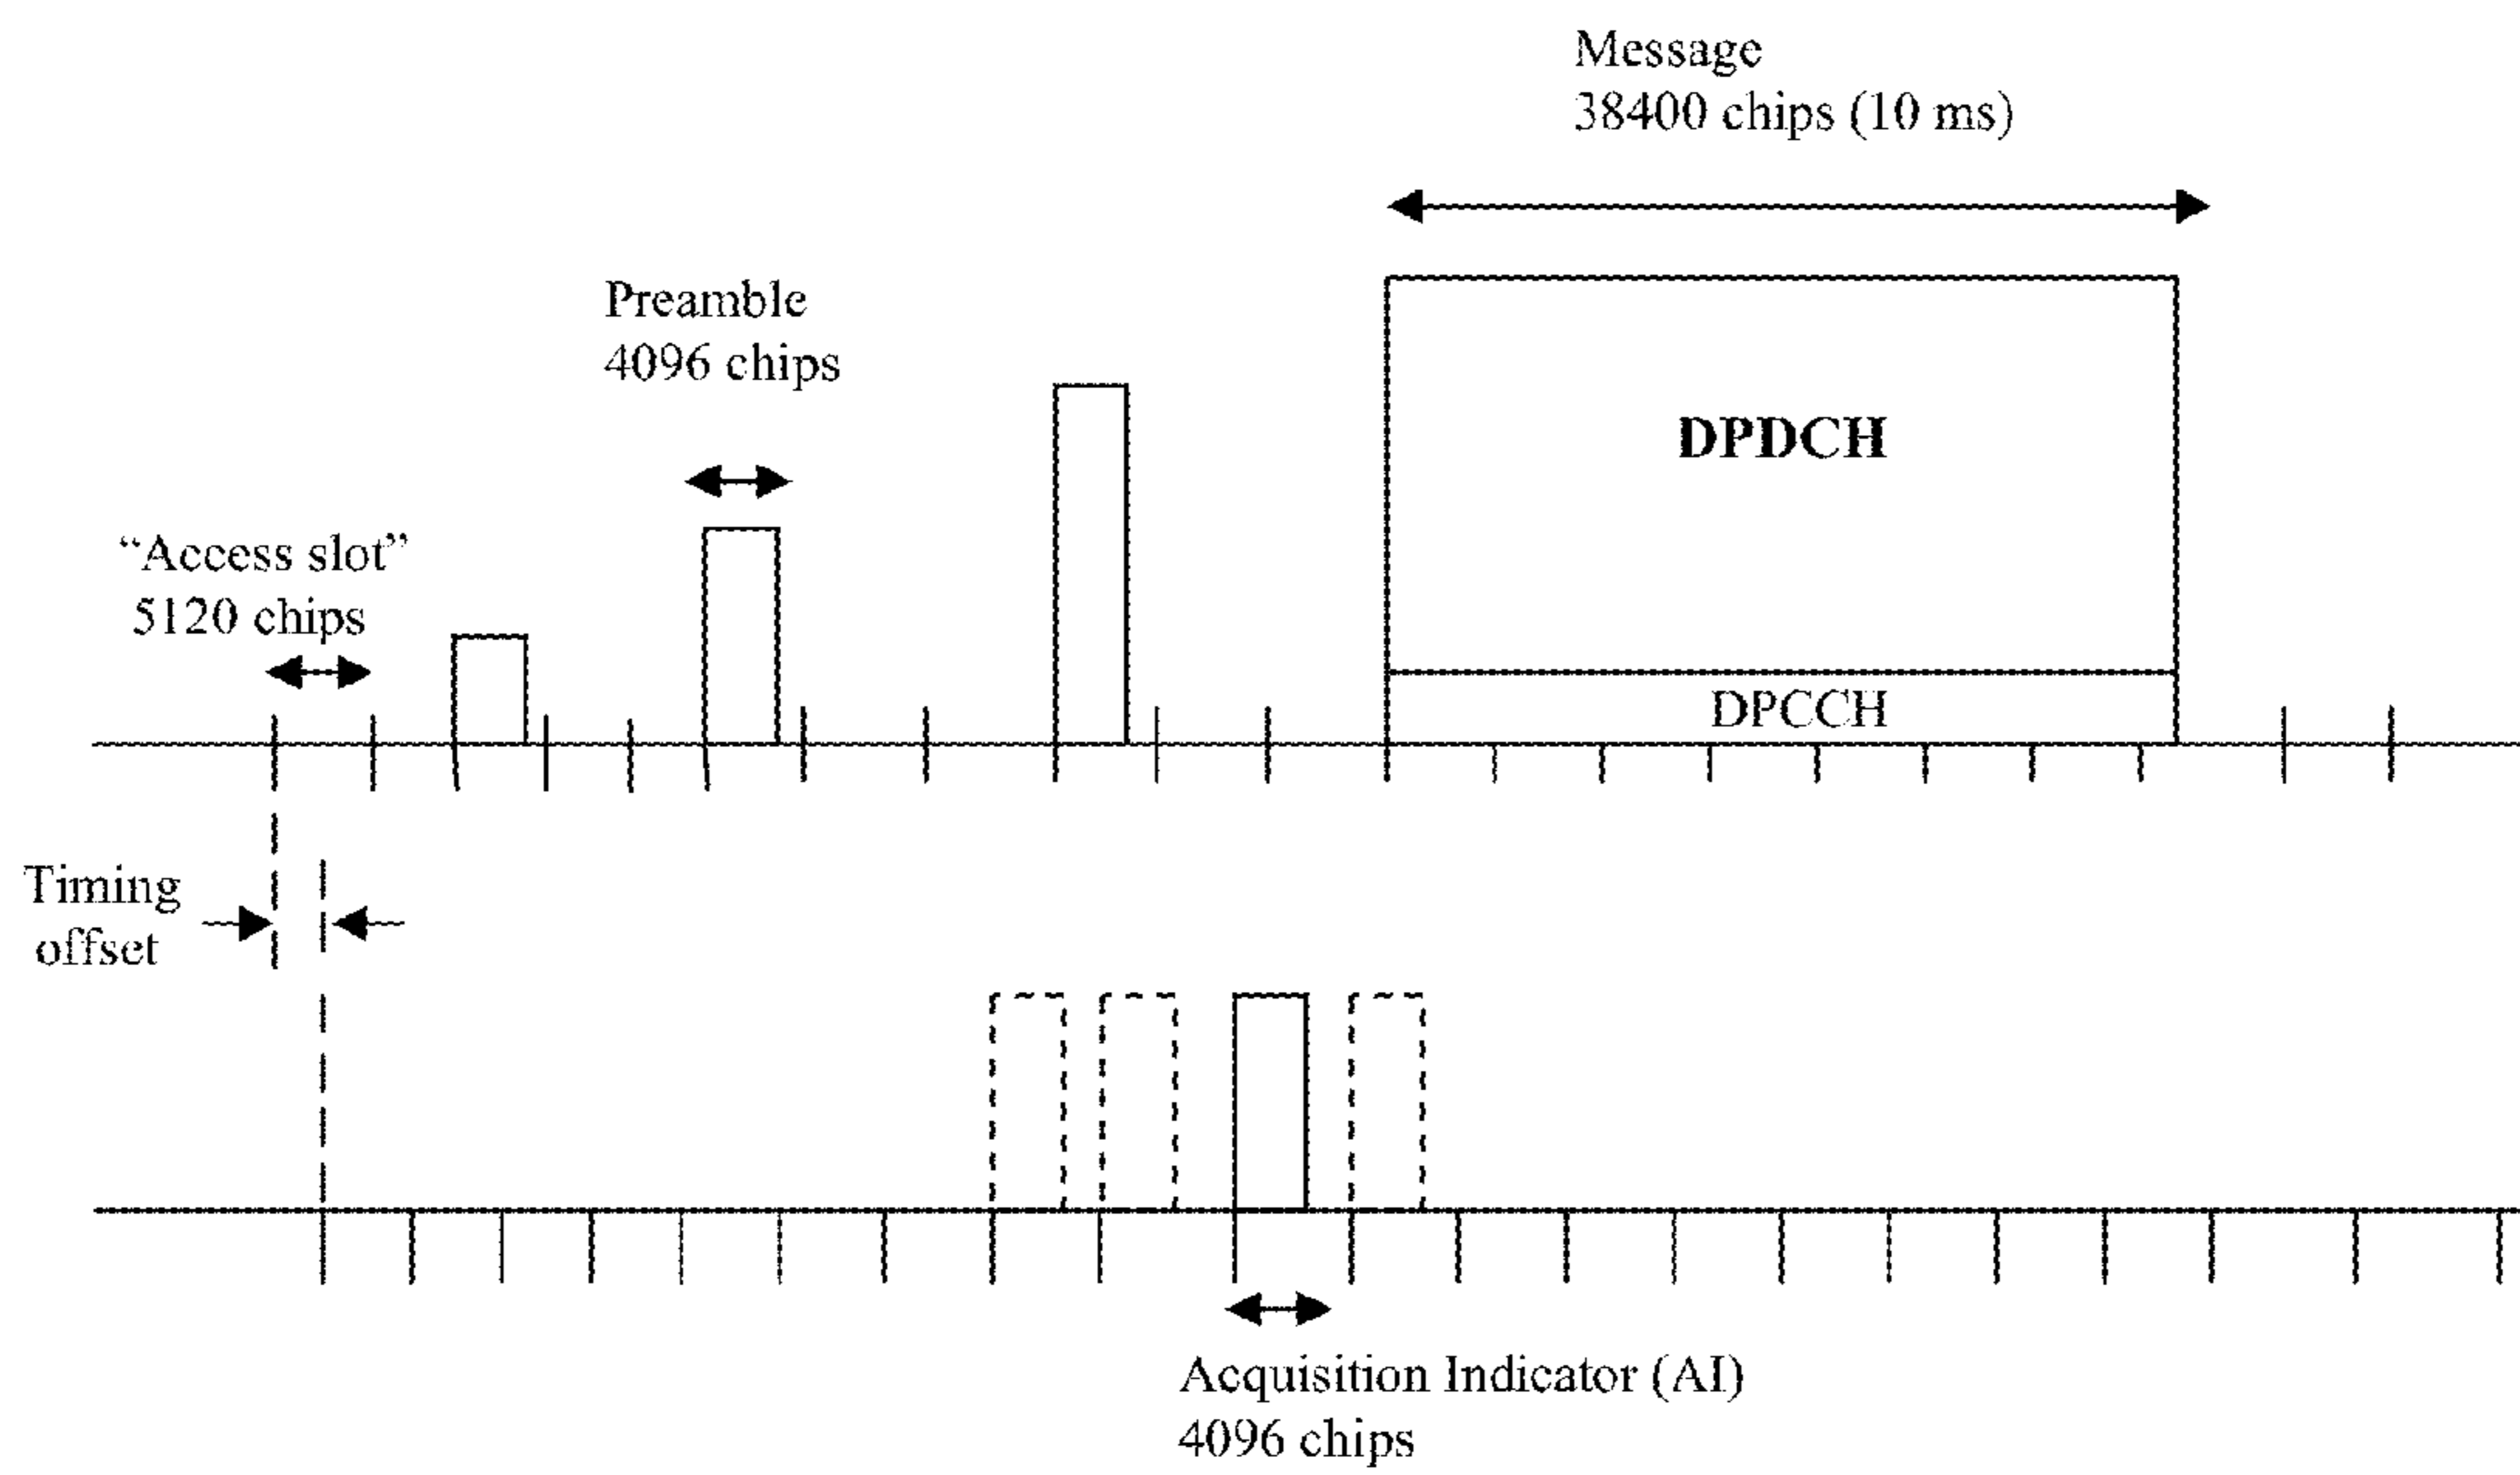 Message
38400 chips (10 ms)
Preamble
4096 chips
DPDCH
“Access slot”
5120 chips
DPCCH
Timing
offset
Acquisition Indicator (AI)
4096 chips